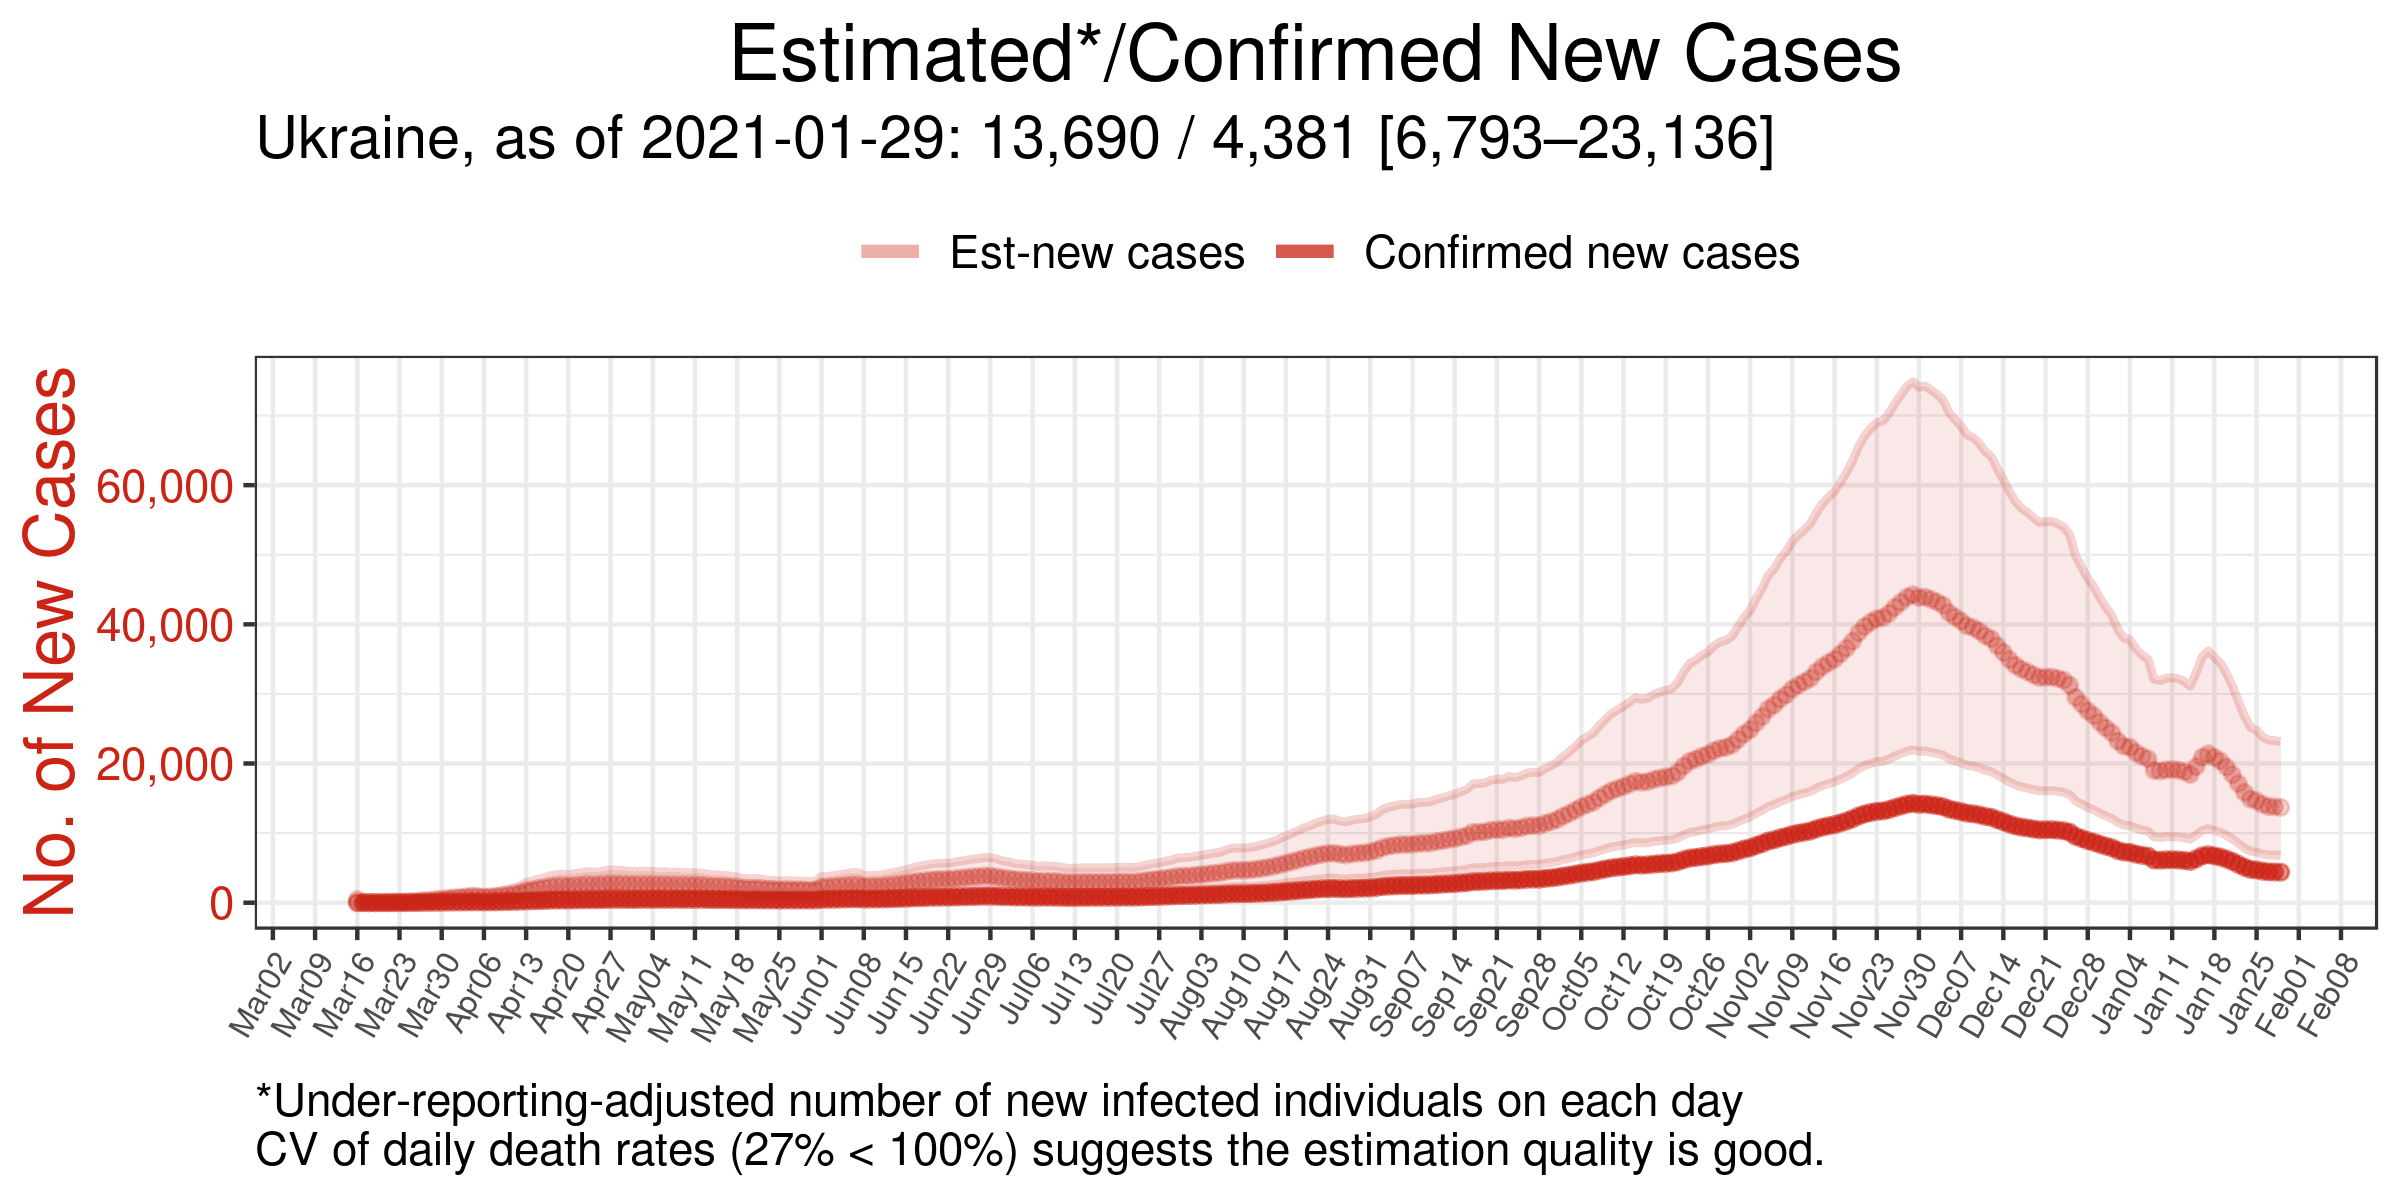 Estimated*/Confirmed New Cases
Ukraine, as of 2021-01-29: 13,690 / 4,381 [6,793–23,136]
Est-new cases
Confirmed new cases
No. of New Cases
60,000
40,000
20,000
0
Mar02
Mar09
Mar16
Mar23
Mar30
Apr06
Apr13
Apr20
Apr27
May04
May11
May18
May25
Jun01
Jun08
Jun15
Jun22
Jun29
Jul06
Jul13
Jul20
Jul27
Aug03
Aug10
Aug17
Aug24
Aug31
Sep07
Sep14
Sep21
Sep28
Oct05
Oct12
Oct19
Oct26
Nov02
Nov09
Nov16
Nov23
Nov30
Dec07
Dec14
Dec21
Dec28
Jan04
Jan11
Jan18
Jan25
Feb01
Feb08
*Under-reporting-adjusted number of new infected individuals on each day
CV of daily death rates (27% < 100%) suggests the estimation quality is good.